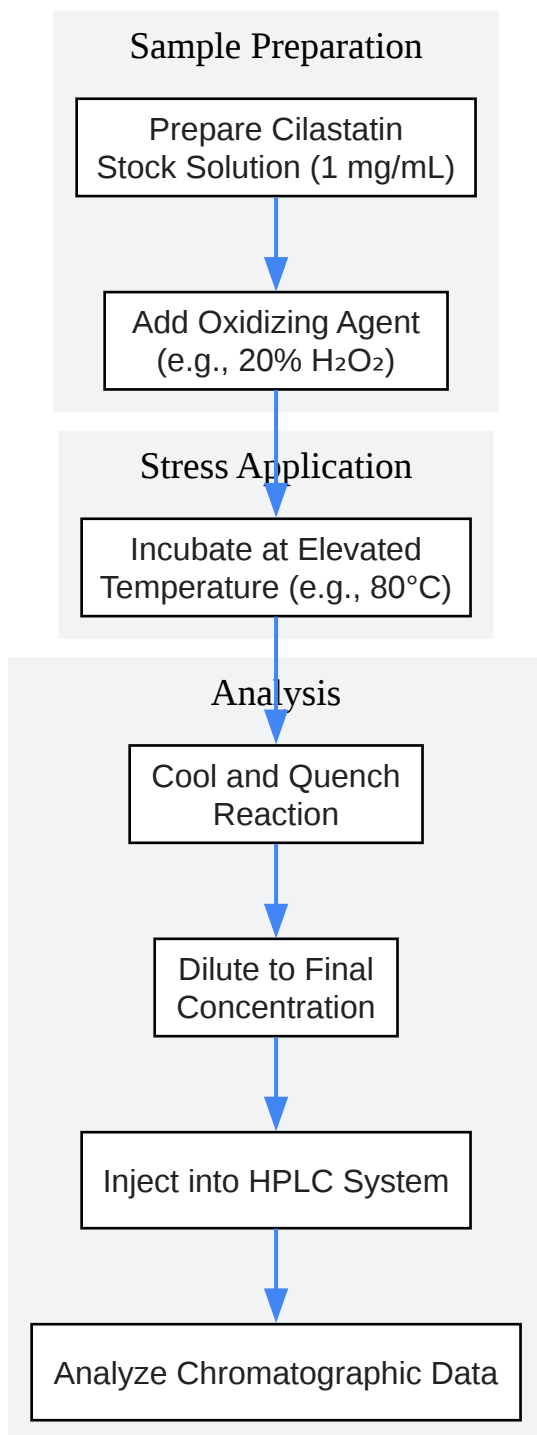 Sample Preparation
Prepare Cilastatin
Stock Solution (1 mg/mL)
Add Oxidizing Agent
(e.g., 20% H₂O₂)
Stress Application
Incubate at Elevated
Temperature (e.g., 80°C)
Analysis
Cool and Quench
Reaction
Dilute to Final
Concentration
Inject into HPLC System
Analyze Chromatographic Data